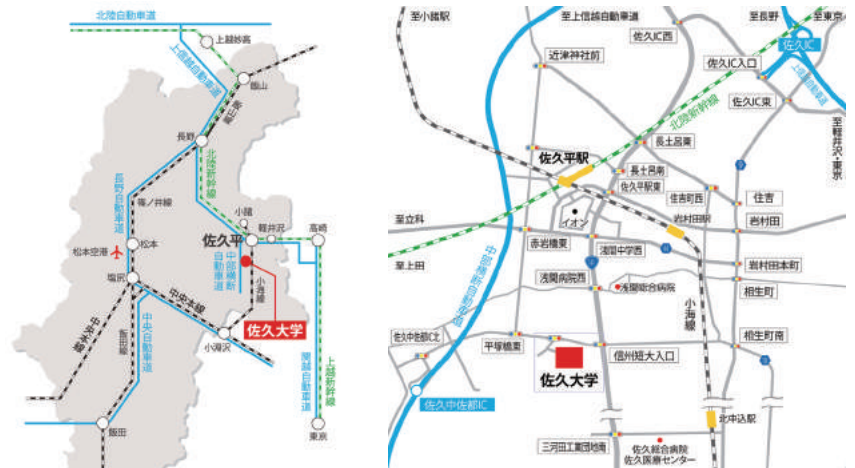 北陸自動車道
上越妙高
上信越自動車道
飯山
飯山線
長野
北陸新幹線
長野自動車道
篠ノ井線
小諸
軽井沢
高崎
佐久平
松本空港
松本
中部横断
自動車道
小海線
塩尻
中央本線
佐久大学
中央本線
飯田線
中央自動車道
小淵沢
関越自動車道
上越新幹線
飯田
東京
至小諸駅
至上信越自動車道
至長野
至東京
佐久IC西
佐久IC
近津神社前
佐久IC入口
上信越自動車道
佐久IC東
北陸新幹線
至軽井沢・東京
長土呂東
佐久平駅
長土呂南
佐久平駅東
住吉町西
住吉
イオン
岩村田駅
岩村田
至立科
赤岩橋東
浅間中学西
至上田
中部横断自動車道
浅間病院西
浅間総合病院
岩村田本町
相生町
小海線
佐久中佐都IC北
平塚橋東
信州短大入口
相生町南
佐久大学
佐久中佐都IC
北中込駅
三河田工業団地南
佐久総合病院
佐久医療センター